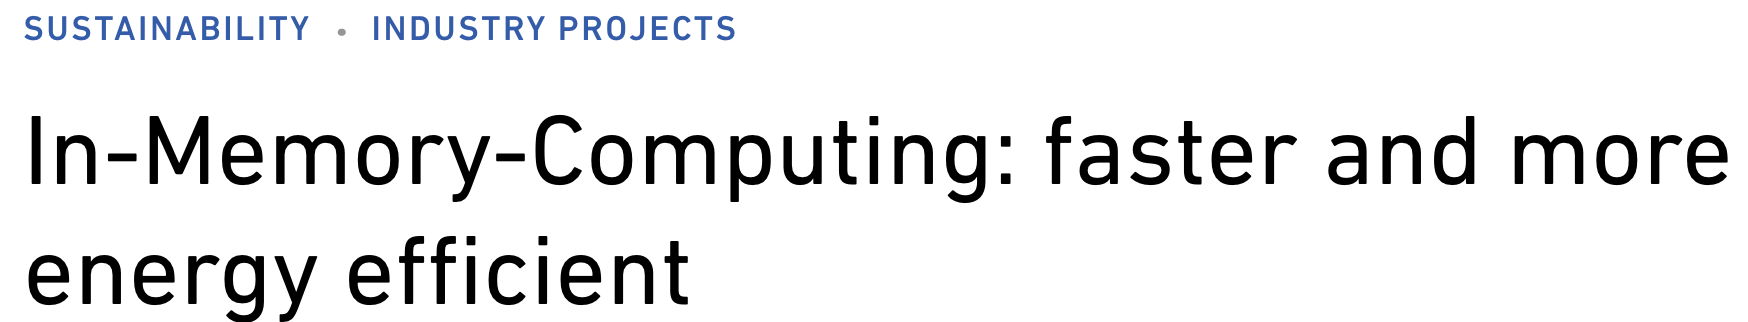 SUSTAINABILITY • INDUSTRY PROJECTS
In-Memory-Computing: faster and more
energy efficient